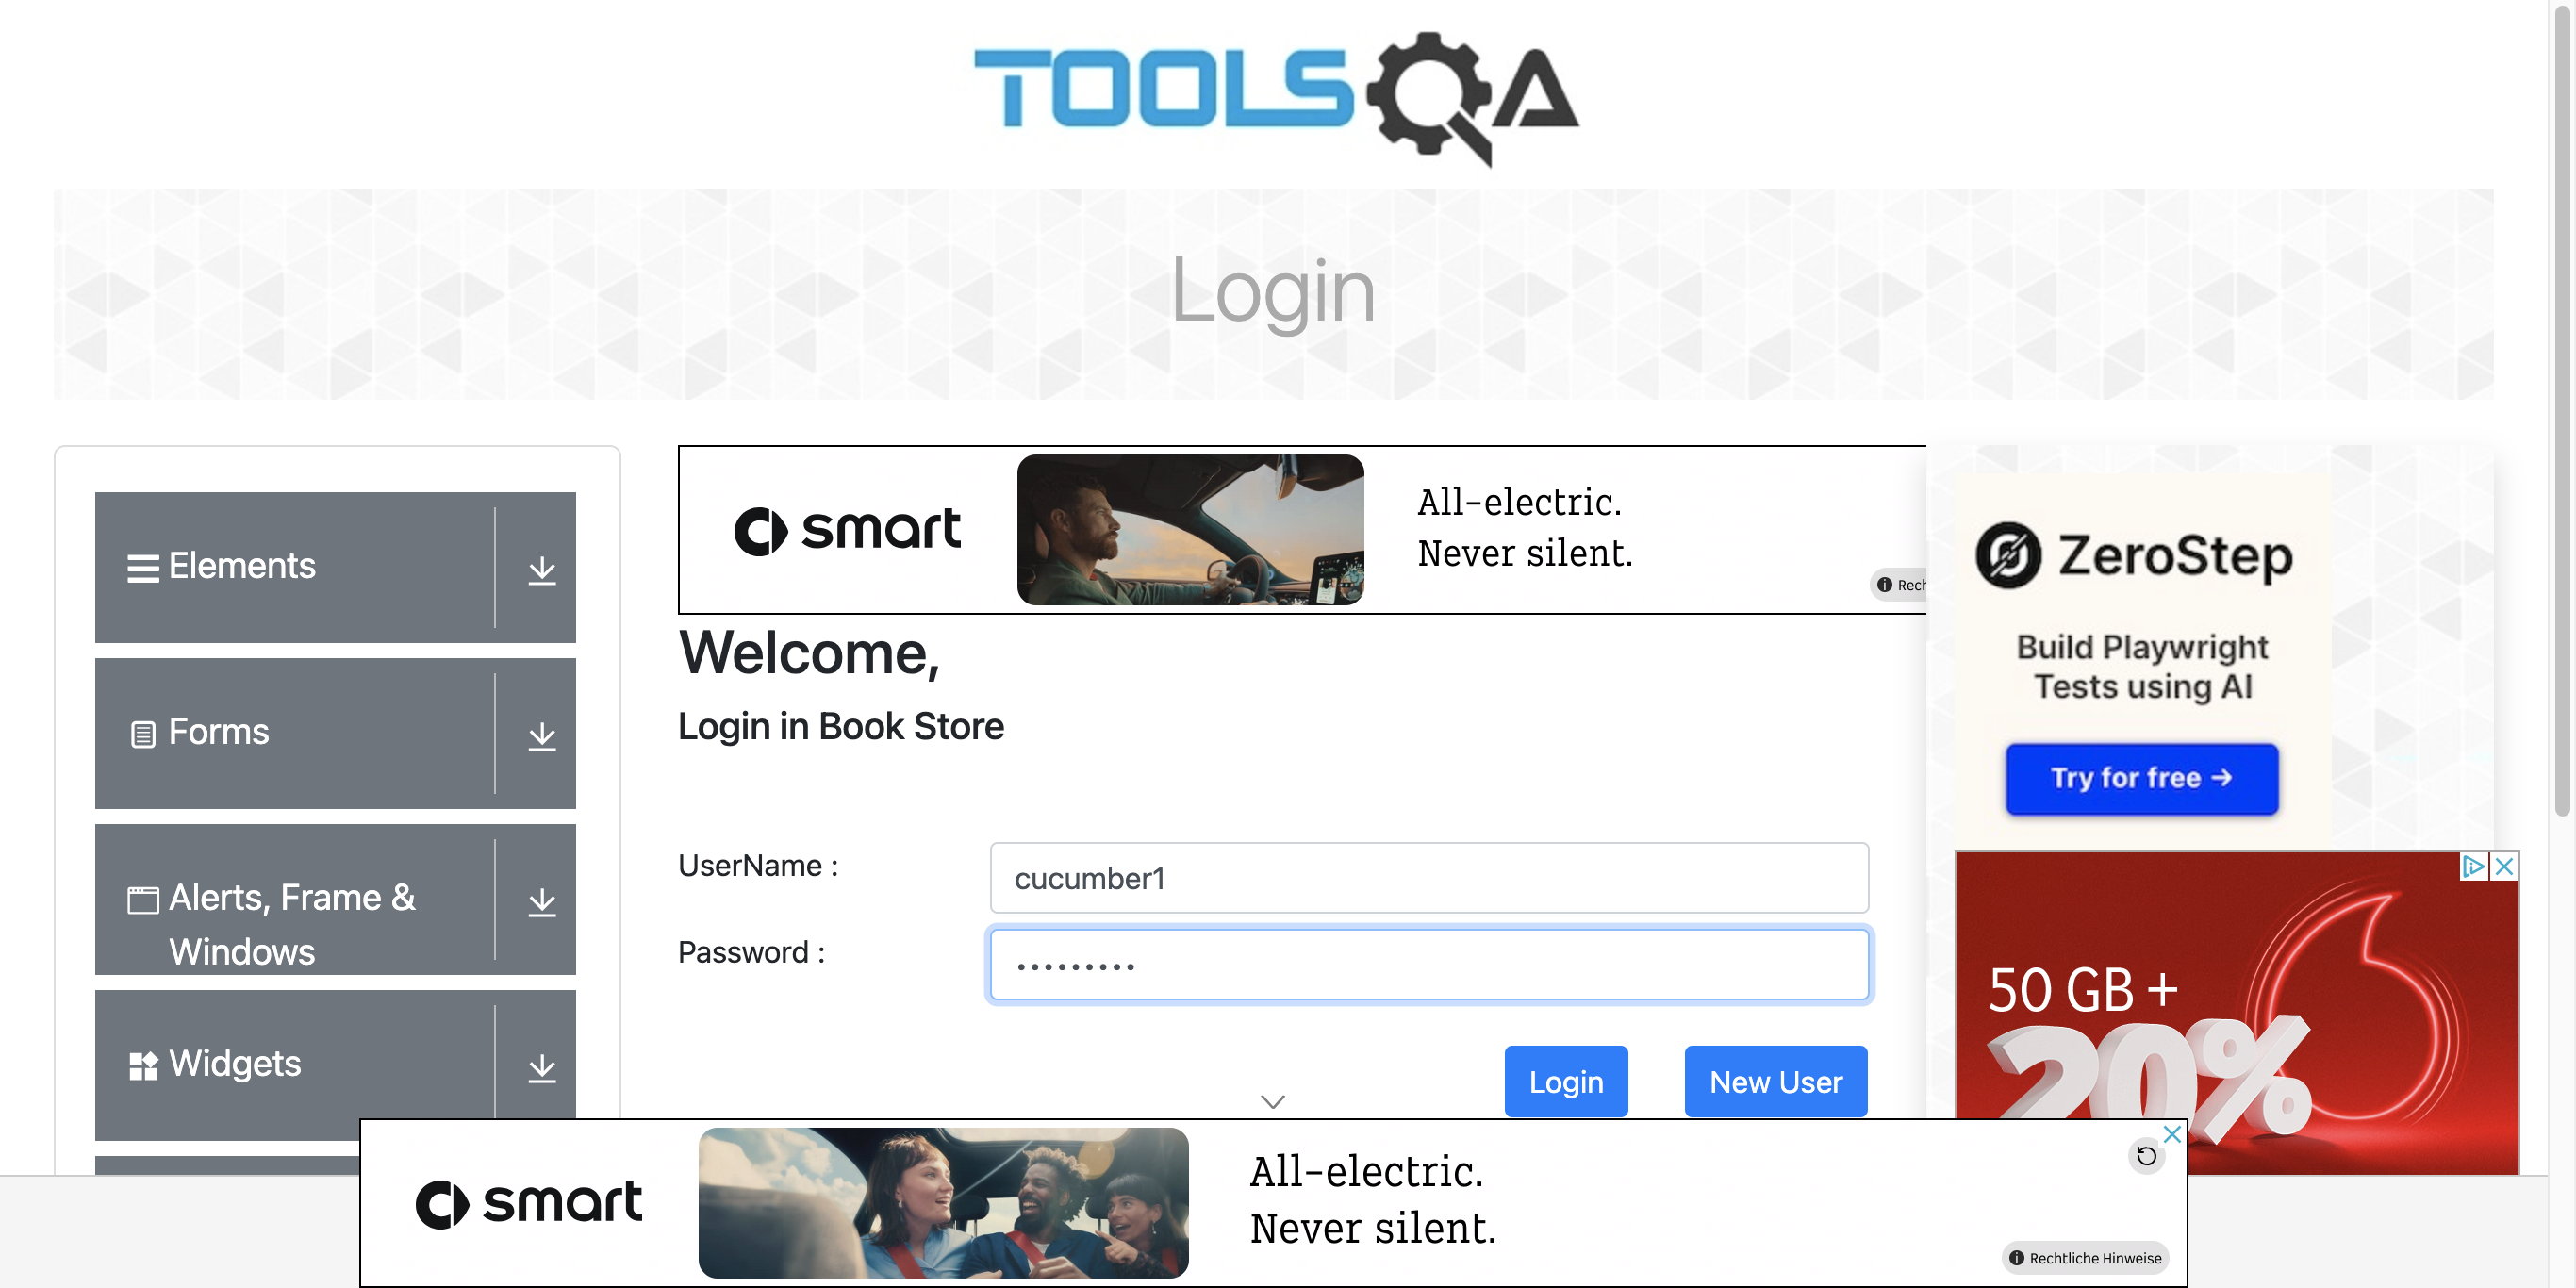 TOOLSQA
Login
Elements
Forms
Alerts, Frame &
Windows
Widgets
smart
All-electric.
Never silent.
Rech
Welcome,
Login in Book Store
UserName :
cucumber1
Password :
•••••••••
Login
New User
ZeroStep
Build Playwright
Tests using AI
Try for free →
50 GB +
20%
smart
All-electric.
Never silent.
Rechtliche Hinweise